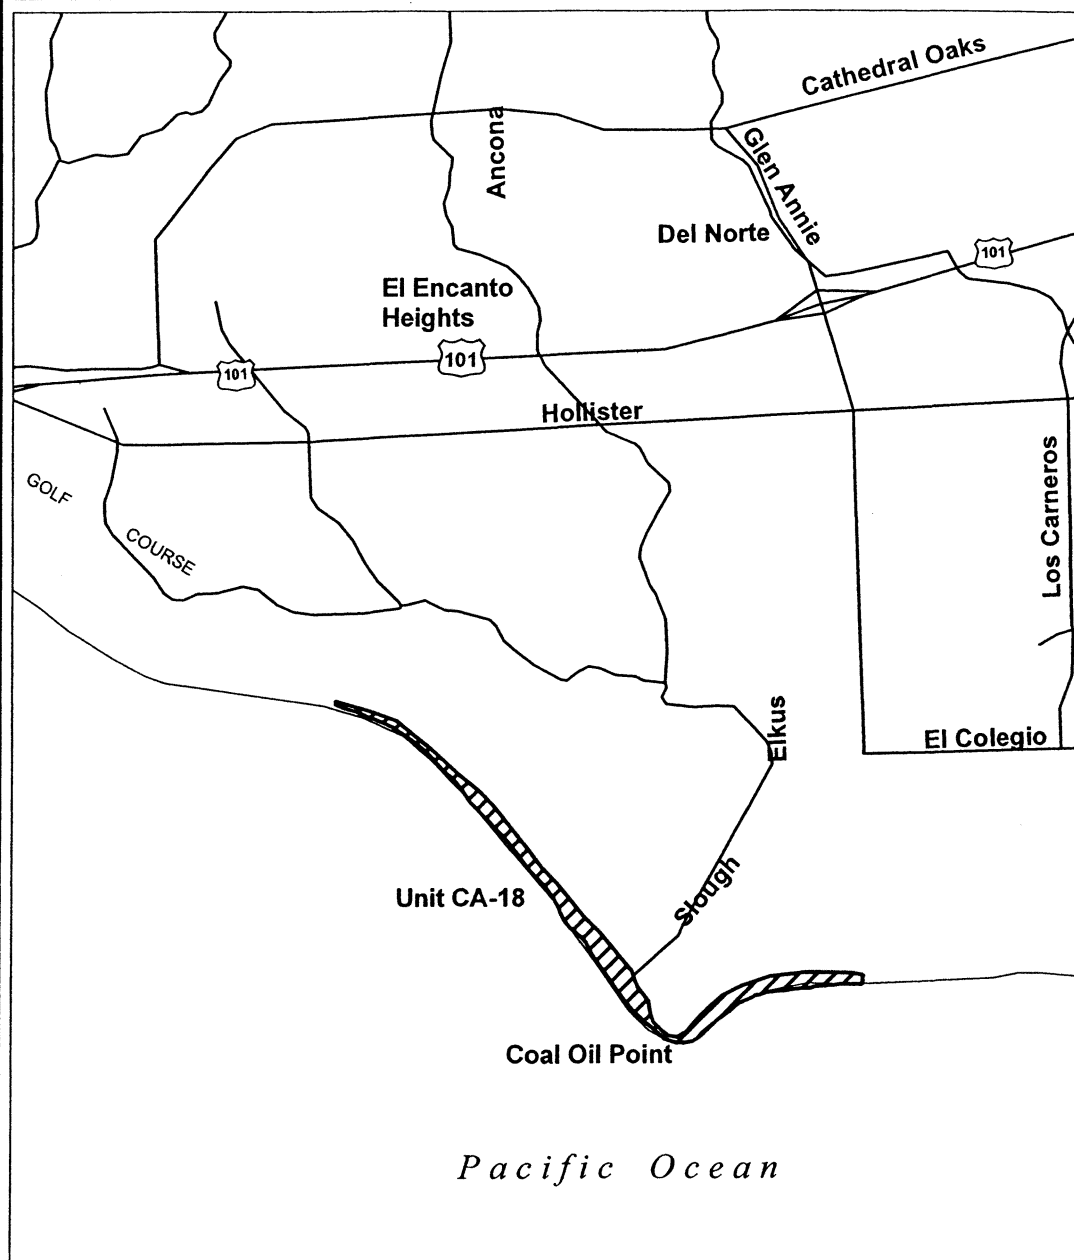 Cathedral Oaks
Ancona
Glen Annie
Del Norte
101
El Encanto
Heights
101
101
Hollister
GOLF
COURSE
Los Carneros
Elkus
El Colegio
Slough
Unit CA-18
Coal Oil Point
Pacific Ocean